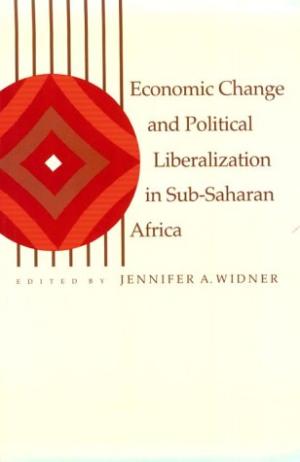 Economic Change
and Political
Liberalization
in Sub-Saharan
Africa
EDITED BY JENNIFER A. WIDNER